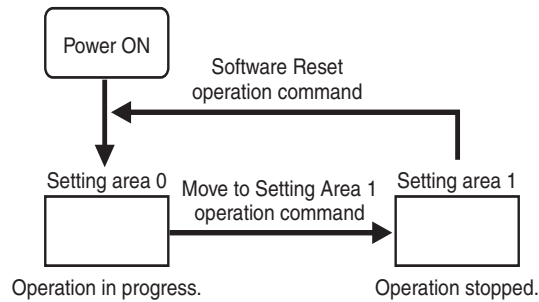 Power ON
Software Reset
operation command
Setting area 0
Move to Setting Area 1
operation command
Setting area 1
Operation in progress.
Operation stopped.